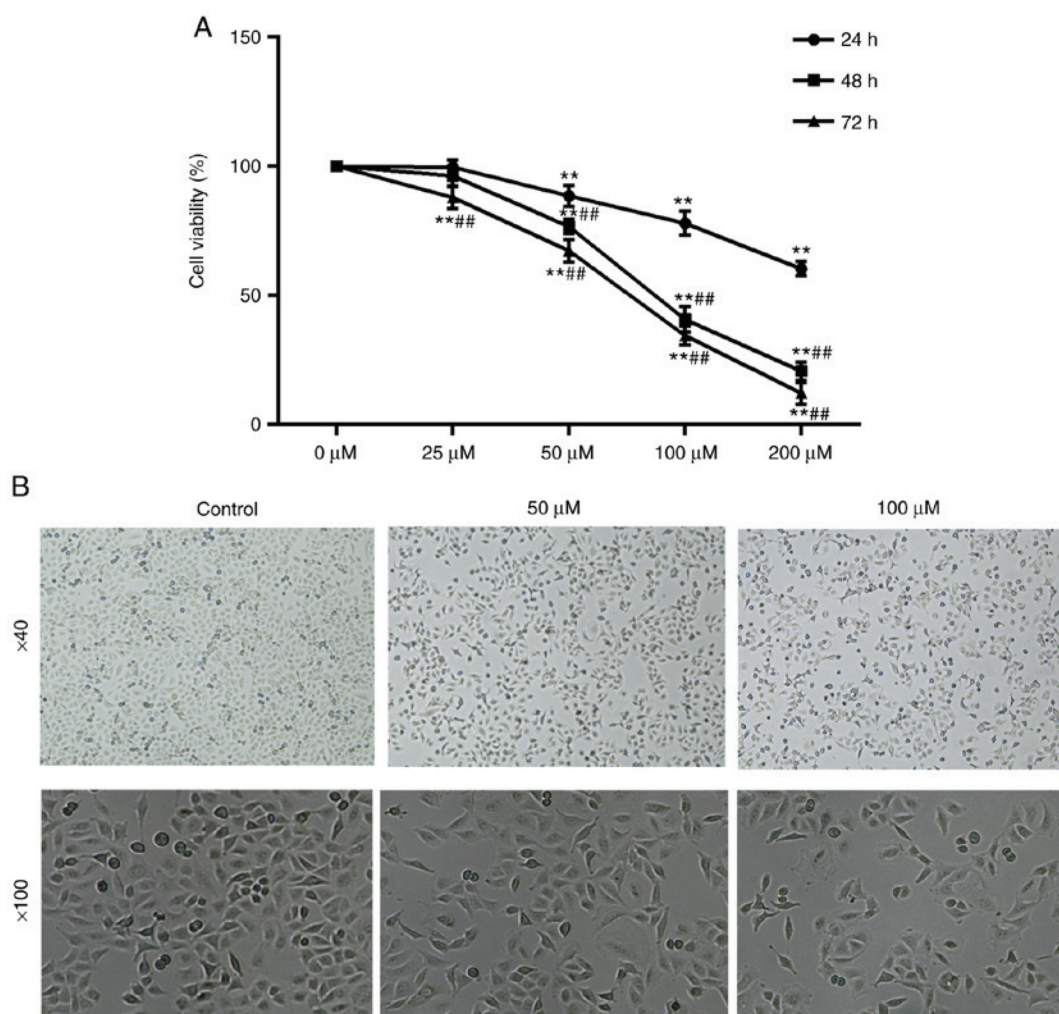 A
150
100
50
0
Cell viability (%)
24 h
48 h
72 h
**
**
**
**##
**##
**##
**##
**##
**##
**##
0 μM
25 μM
50 μM
100 μM
200 μM
B
Control
50 μM
100 μM
×40
×100